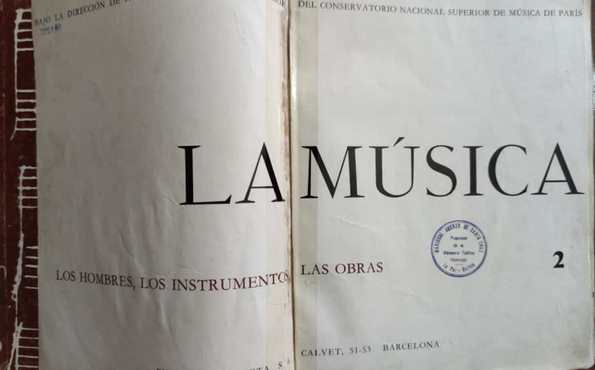 BAJO LA DIRECCIÓN DE
DEL CONSERVATORIO NACIONAL SUPERIOR DE MÚSICA DE PARÍS
LA MÚSICA
LOS HOMBRES, LOS INSTRUMENTOS LAS OBRAS
2
CALVET, 51-53 BARCELONA